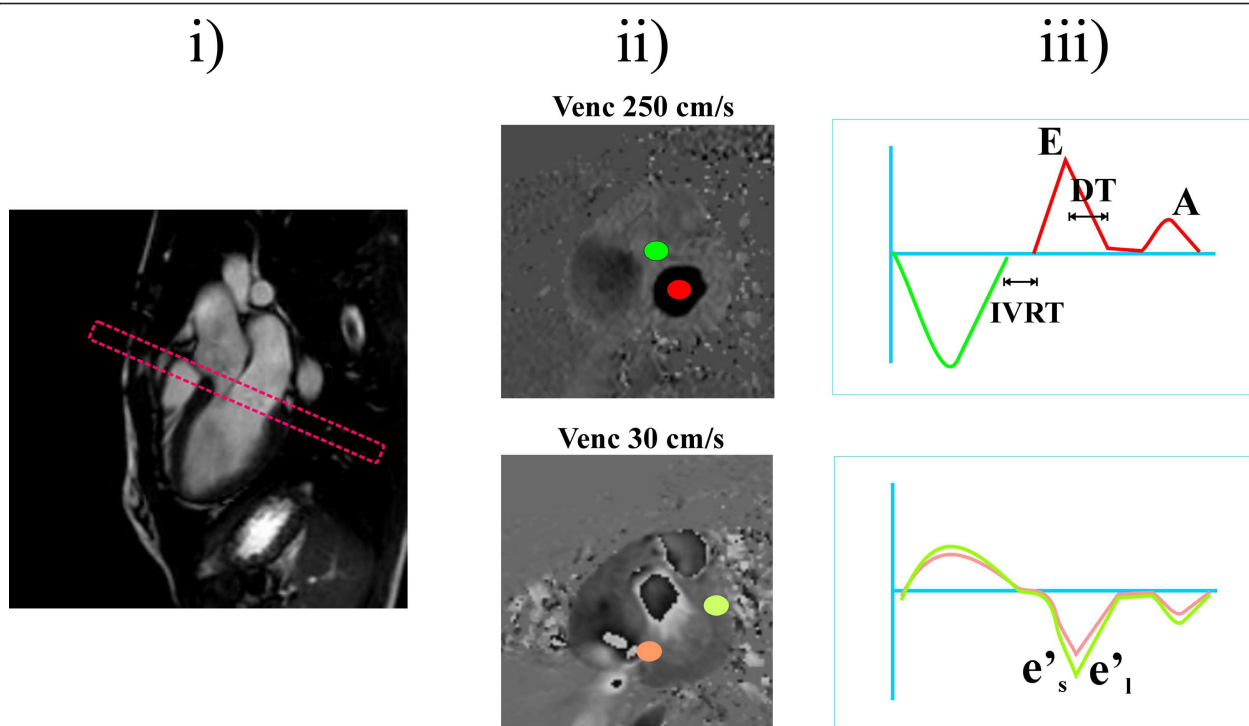 i)
ii)
iii)
Venc 250 cm/s
E
DT
A
IVRT
Venc 30 cm/s
e’s e’l